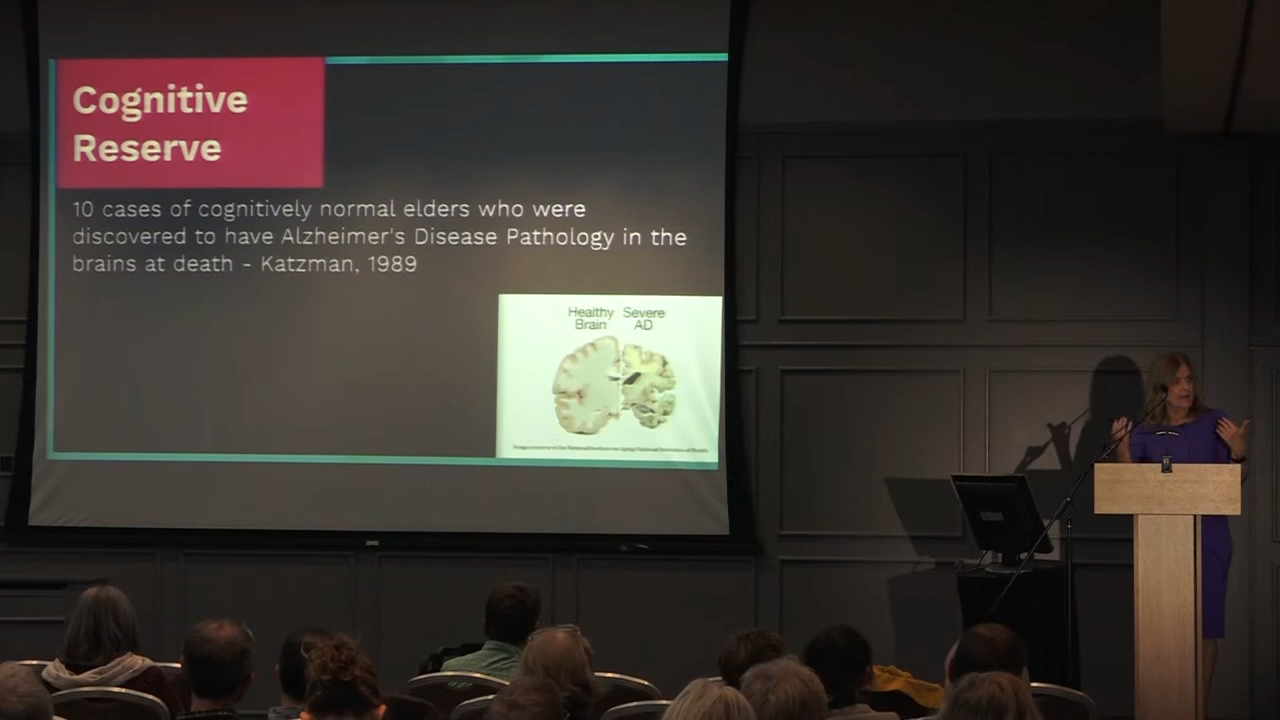 Cognitive
Reserve
10 cases of cognitively normal elders who were
discovered to have Alzheimer's Disease Pathology in the
brains at death - Katzman, 1989
Healthy Severe
Brain AD